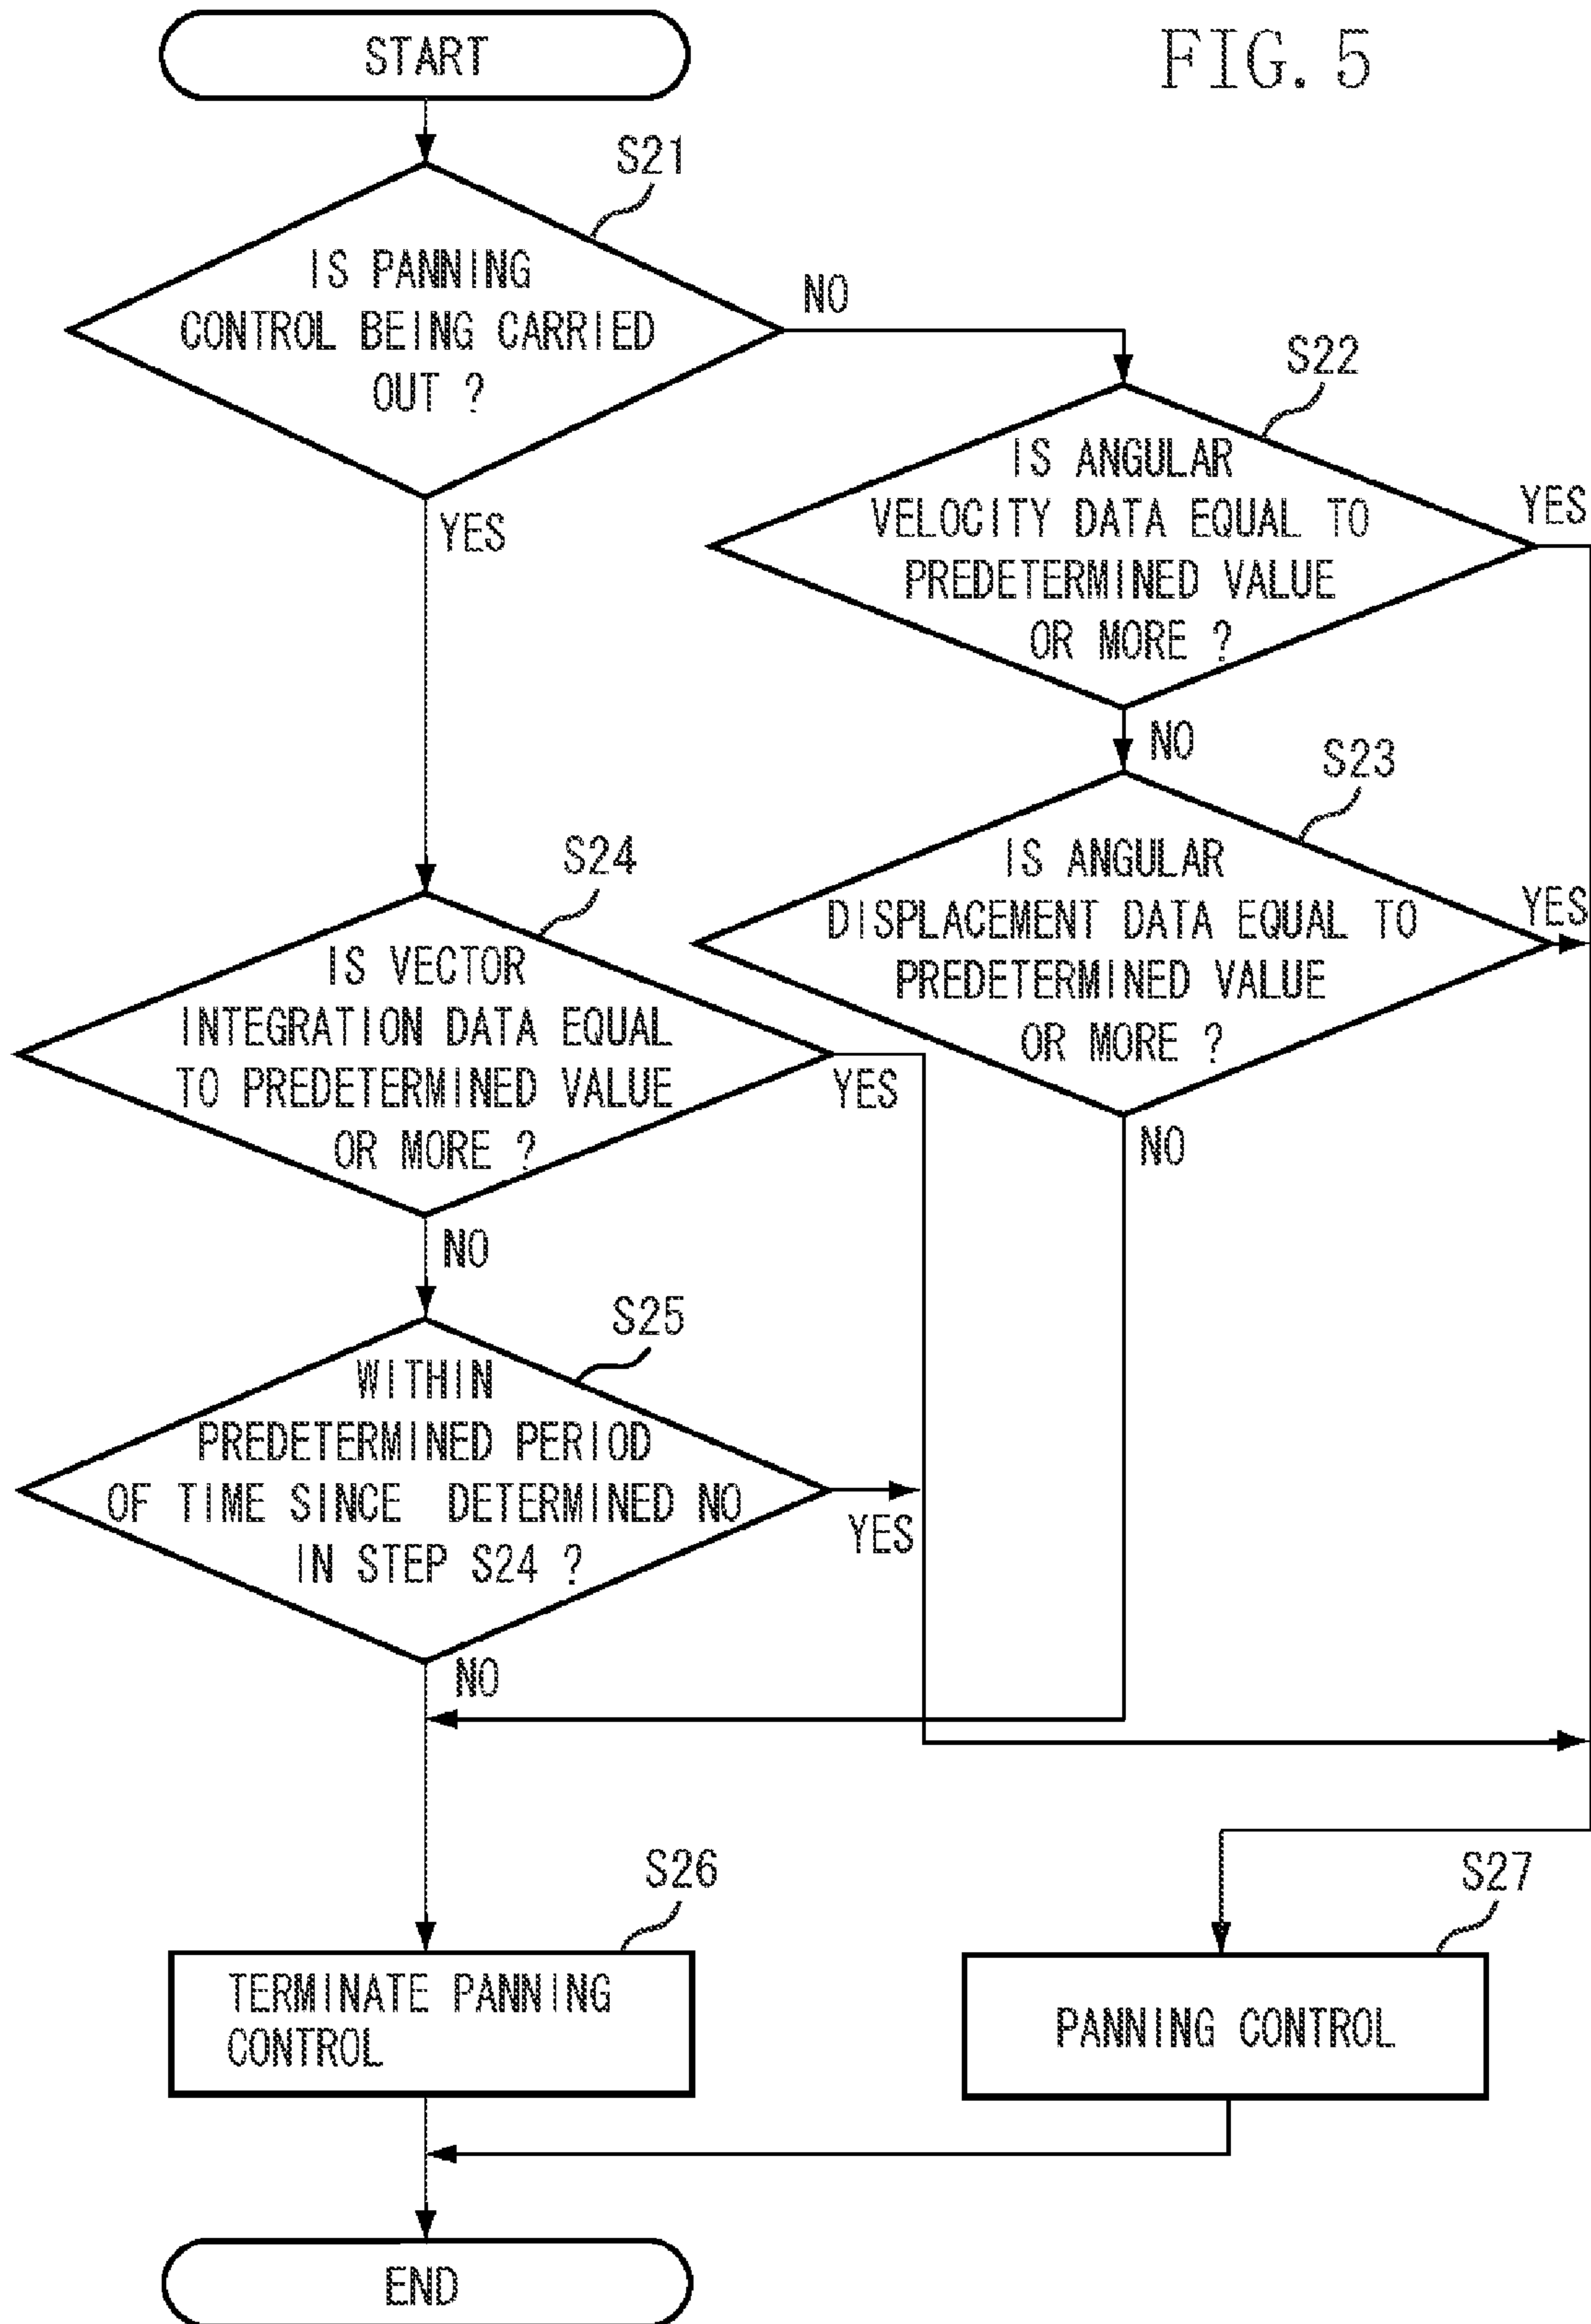 START
FIG. 5
S21
IS PANNING
CONTROL BEING CARRIED
OUT ?
NO
YES
S22
IS ANGULAR
VELOCITY DATA EQUAL TO
PREDETERMINED VALUE
OR MORE ?
YES
NO
S23
IS ANGULAR
DISPLACEMENT DATA EQUAL TO
PREDETERMINED VALUE
OR MORE ?
YES
NO
S24
IS VECTOR
INTEGRATION DATA EQUAL
TO PREDETERMINED VALUE
OR MORE ?
YES
NO
S25
WITHIN
PREDETERMINED PERIOD
OF TIME SINCE DETERMINED NO
IN STEP S24 ?
YES
NO
S26
TERMINATE PANNING
CONTROL
S27
PANNING CONTROL
END